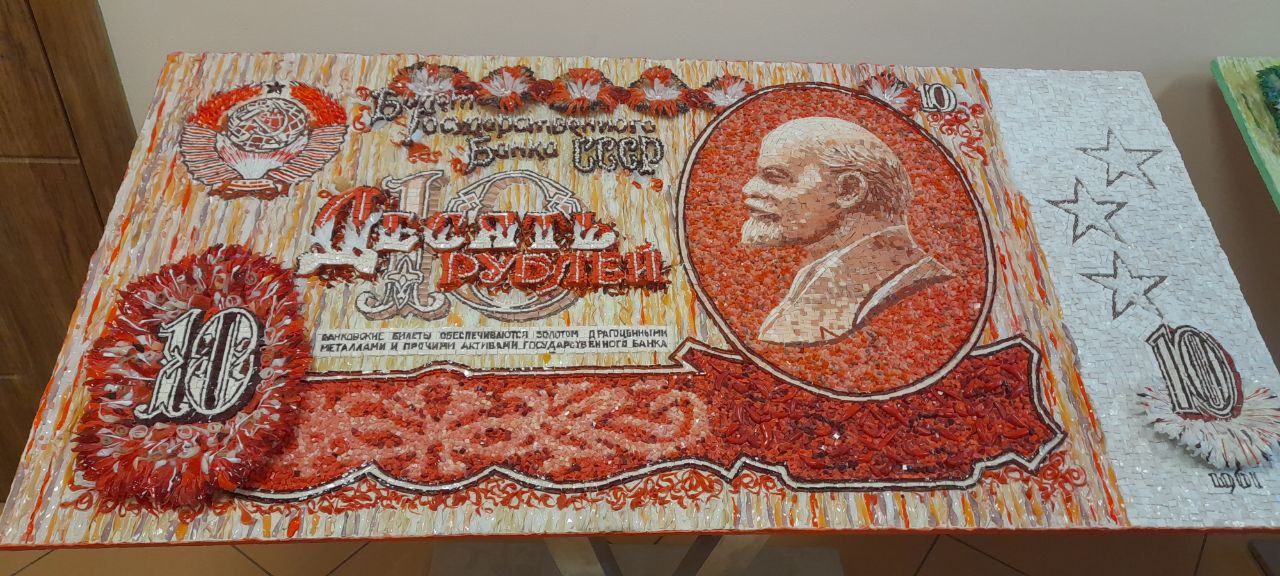 Билет
Государственного
Банка СССР
10
10
ДЕСЯТЬ
РУБЛЕЙ
БАНКОВСКИЕ БИЛЕТЫ ОБЕСПЕЧИВАЮТСЯ ЗОЛОТОМ ДРАГОЦЕННЫМИ
МЕТАЛЛАМИ И ПРОЧИМИ АКТИВАМИ ГОСУДАРСТВЕННОГО БАНКА
10
10
1961